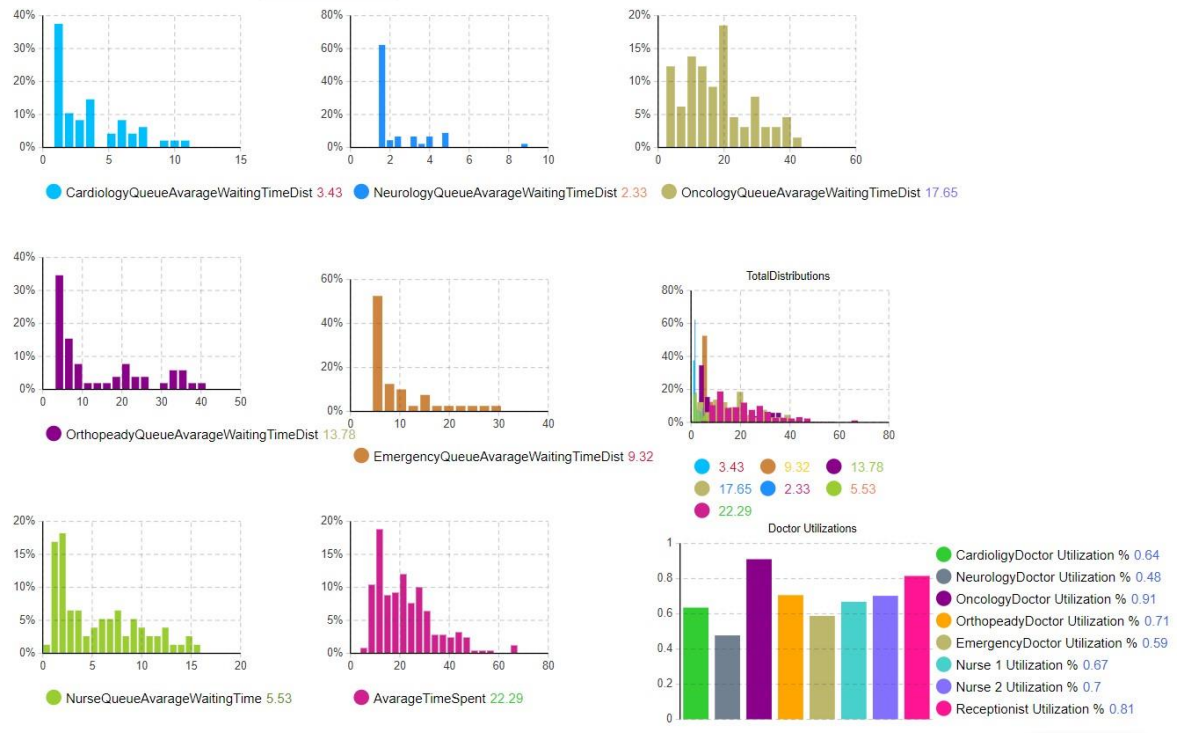 40%
30%
20%
10%
0%
0 5 10 15
CardiologyQueueAvarageWaitingTimeDist 3.43
80%
60%
40%
20%
0%
0 2 4 6 8 10
NeurologyQueueAvarageWaitingTimeDist 2.33
20%
15%
10%
5%
0%
0 20 40 60
OncologyQueueAvarageWaitingTimeDist 17.65
40%
30%
20%
10%
0%
0 10 20 30 40 50
OrthopeadyQueueAvarageWaitingTimeDist 13.78
60%
40%
20%
0%
0 10 20 30 40
EmergencyQueueAvarageWaitingTimeDist 9.32
TotalDistributions
80%
60%
40%
20%
0%
0 20 40 60 80
3.43 9.32 13.78
17.65 2.33 5.53
22.29
20%
15%
10%
5%
0%
0 5 10 15 20
NurseQueueAvarageWaitingTime 5.53
20%
15%
10%
5%
0%
0 20 40 60 80
AvarageTimeSpent 22.29
Doctor Utilizations
1
0.8
0.6
0.4
0.2
0
CardioligyDoctor Utilization % 0.64
NeurologyDoctor Utilization % 0.48
OncologyDoctor Utilization % 0.91
OrthopeadyDoctor Utilization % 0.71
EmergencyDoctor Utilization % 0.59
Nurse 1 Utilization % 0.67
Nurse 2 Utilization % 0.7
Receptionist Utilization % 0.81